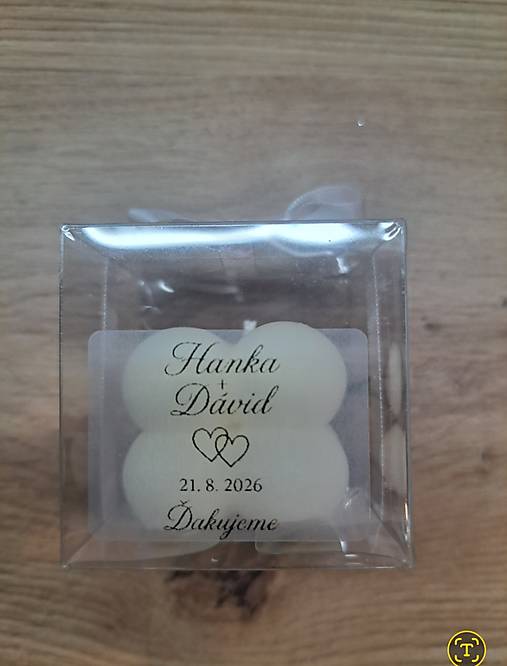 Hanka
+
Dávid
21. 8. 2026
Ďakujeme